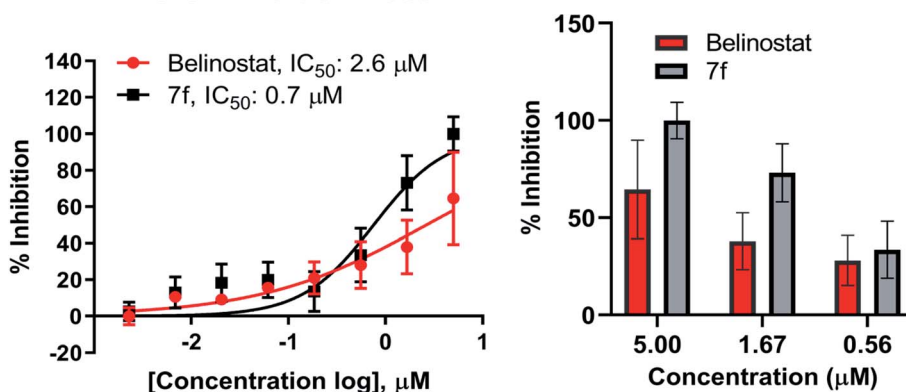 140
120
100
80
60
40
20
0
-20
% Inhibition
Belinostat, IC50: 2.6 μM
7f, IC50: 0.7 μM
-2 -1 0 1
[Concentration log], μM
150
100
50
0
% Inhibition
Belinostat
7f
5.00 1.67 0.56
Concentration (μM)